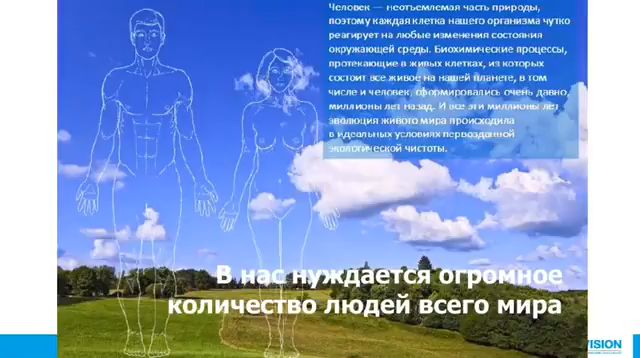 Человек — неотъемлемая часть природы,
поэтому каждая клетка нашего организма чутко
реагирует на любые изменения состояния
окружающей среды. Биохимические процессы,
протекающие в живых клетках, из которых
состоит все живое на нашей планете, в том
числе и человек, сформировались очень давно,
миллионы лет назад. И все эти миллионы лет
эволюция живого мира происходила
в идеальных условиях первозданной
экологической чистоты.
В нас нуждается огромное
количество людей всего мира
VISION